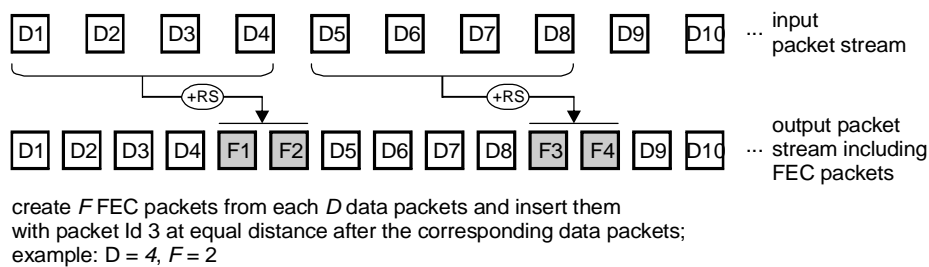 D1 D2 D3 D4 D5 D6 D7 D8 D9 D10 ... input
packet stream
+RS +RS
D1 D2 D3 D4 F1 F2 D5 D6 D7 D8 F3 F4 D9 D10 ... output packet
stream including
FEC packets
create F FEC packets from each D data packets and insert them
with packet Id 3 at equal distance after the corresponding data packets;
example: D = 4, F = 2